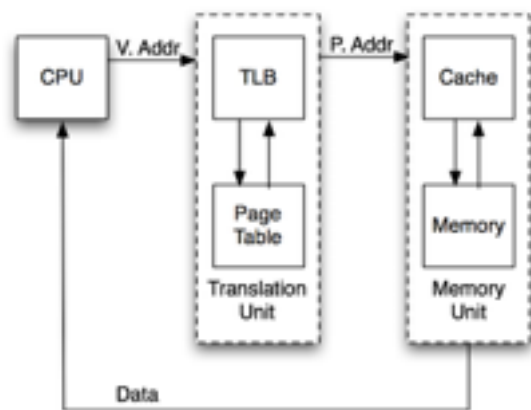 CPU
V. Addr
TLB
Page
Table
Translation
Unit
P. Addr
Cache
Memory
Memory
Unit
Data